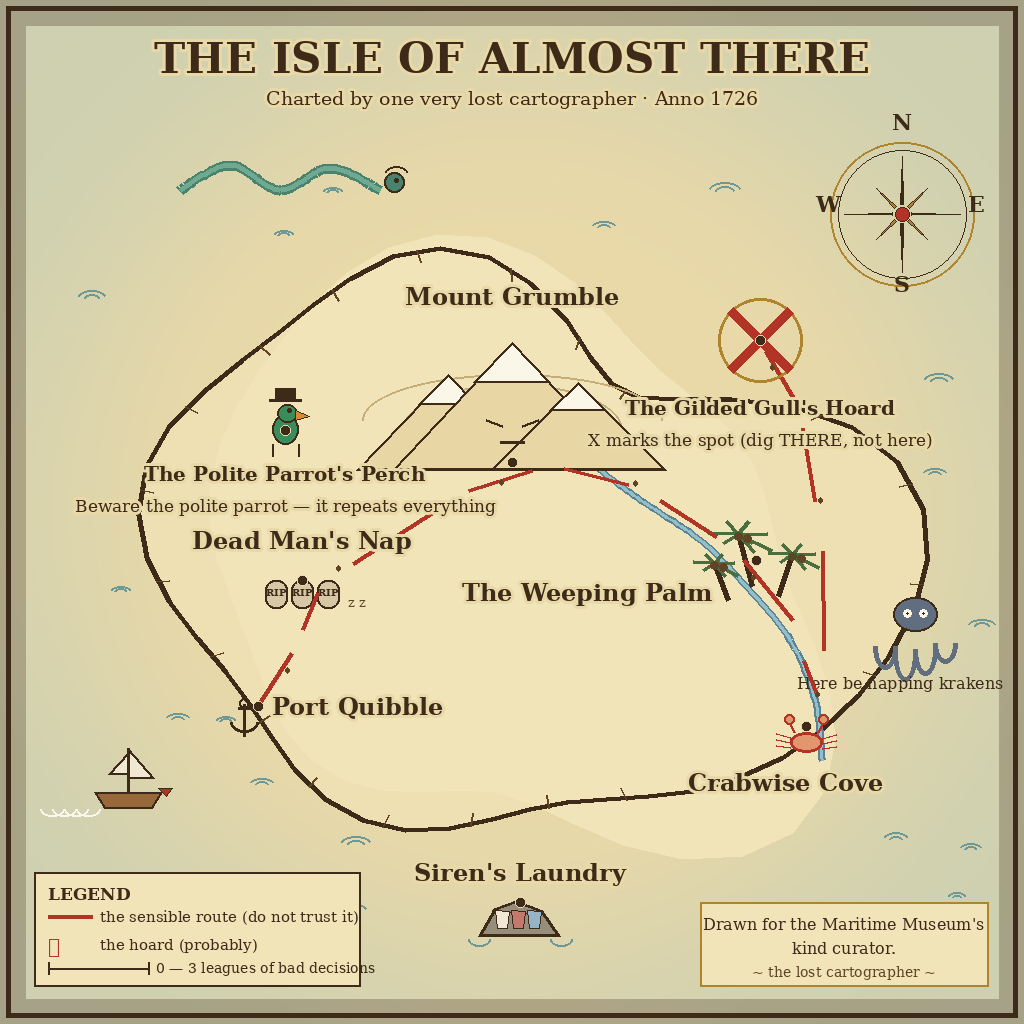 THE ISLE OF ALMOST THERE
Charted by one very lost cartographer · Anno 1726
N
W
E
S
Mount Grumble
The Gilded Gull's Hoard
X marks the spot (dig THERE, not here)
The Polite Parrot's Perch
Beware the polite parrot — it repeats everything
Dead Man's Nap
RIP
RIP
RIP
z z
The Weeping Palm
Here be napping krakens
Port Quibble
Crabwise Cove
Siren's Laundry
LEGEND
the sensible route (do not trust it)
the hoard (probably)
0 — 3 leagues of bad decisions
Drawn for the Maritime Museum's
kind curator.
~ the lost cartographer ~